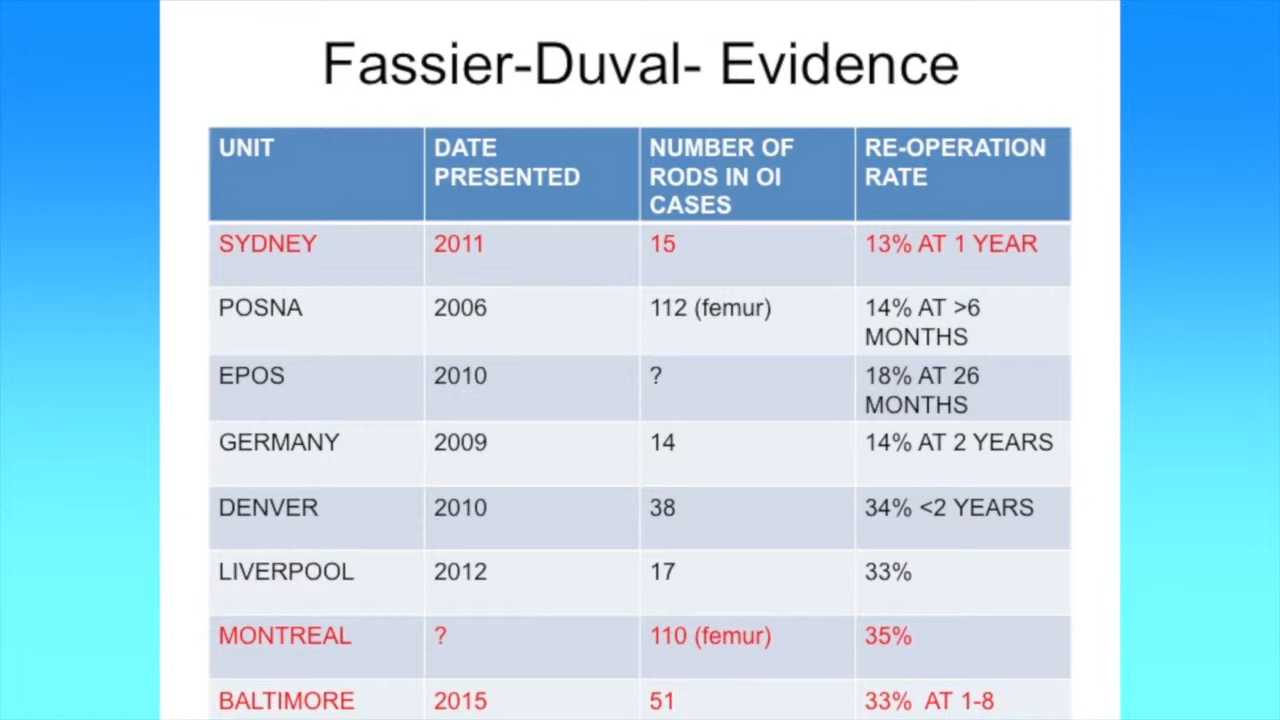 Fassier-Duval- Evidence
UNIT
DATE
PRESENTED
NUMBER OF
RODS IN OI
CASES
RE-OPERATION
RATE
SYDNEY
2011
15
13% AT 1 YEAR
POSNA
2006
112 (femur)
14% AT >6
MONTHS
EPOS
2010
?
18% AT 26
MONTHS
GERMANY
2009
14
14% AT 2 YEARS
DENVER
2010
38
34% <2 YEARS
LIVERPOOL
2012
17
33%
MONTREAL
?
110 (femur)
35%
BALTIMORE
2015
51
33%  AT 1-8